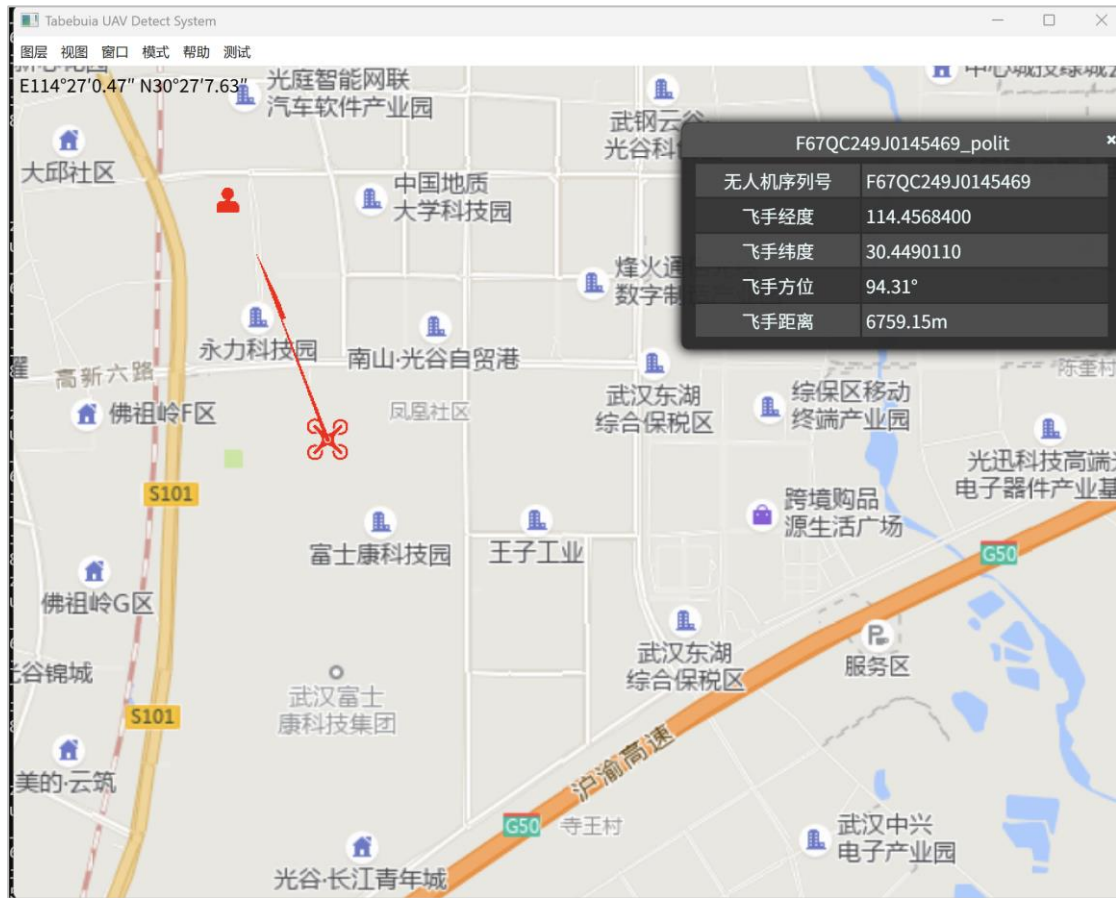 Tabebuia UAV Detect System
图层 视图 窗口 模式 帮助 测试
E114°27′0.47″ N30°27′7.63″
光庭智能网联
汽车软件产业园
武钢云谷
光谷科
大邱社区
中国地质
大学科技园
F67QC249J0145469_polit
无人机序列号 F67QC249J0145469
飞手经度 114.4568400
飞手纬度 30.4490110
飞手方位 94.31°
飞手距离 6759.15m
烽火通
数字制
永力科技园
南山·光谷自贸港
高新六路
陈奎村
佛祖岭F区
凤凰社区
武汉东湖
综合保税区
综保区移动
终端产业园
光迅科技高端
电子器件产业基
S101
跨境购品
源生活广场
富士康科技园
王子工业
G50
佛祖岭G区
武汉东湖
综合保税区
服务区
谷锦城
武汉富士
康科技集团
S101
美的·云筑
沪渝高速
G50
寺王村
武汉中兴
电子产业园
光谷·长江青年城